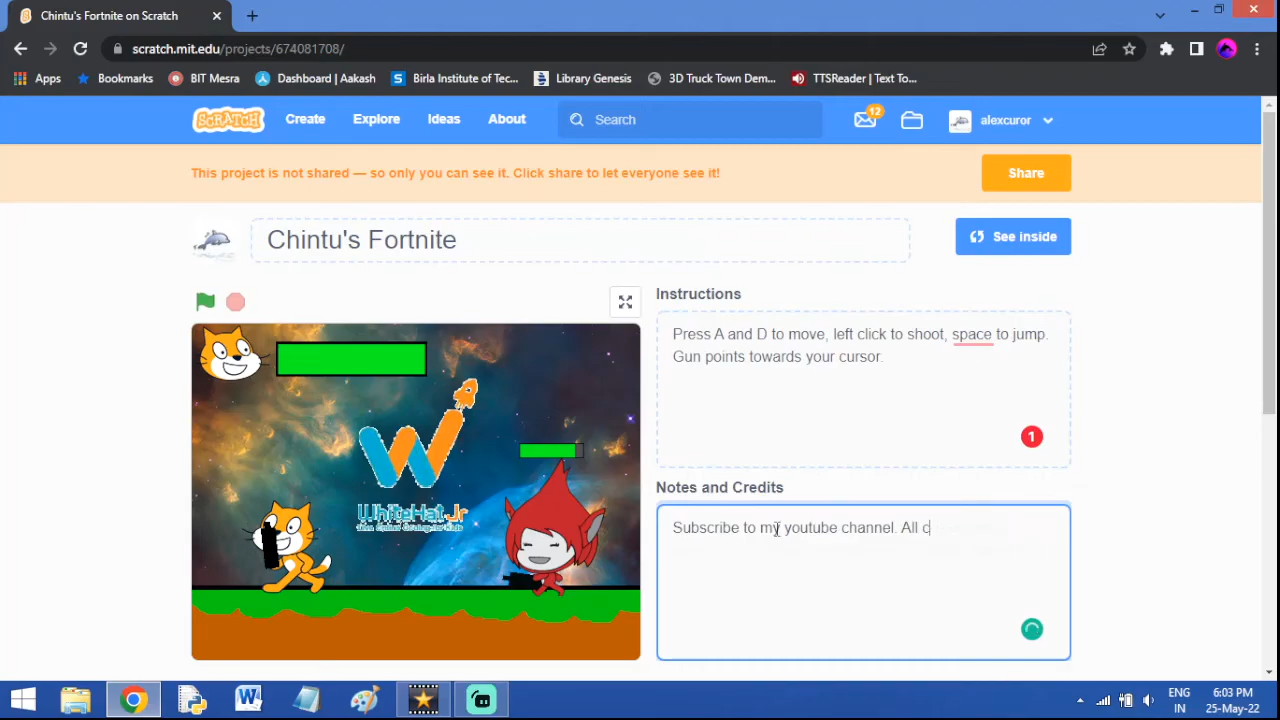 Chintu's Fortnite on Scratch
scratch.mit.edu/projects/674081708/
Apps
Bookmarks
BIT Mesra
Dashboard | Aakash
S
Birla Institute of Tec...
Library Genesis
3D Truck Town Dem...
TTSReader | Text To...
SCRATCH
Create
Explore
Ideas
About
Search
12
alexcuror
This project is not shared — so only you can see it. Click share to let everyone see it!
Share
Chintu's Fortnite
See inside
Instructions
Press A and D to move, left click to shoot, space to jump.
Gun points towards your cursor.
1
WhiteHat Jr
Notes and Credits
Subscribe to my youtube channel. All c
ENG
IN
6:03 PM
25-May-22